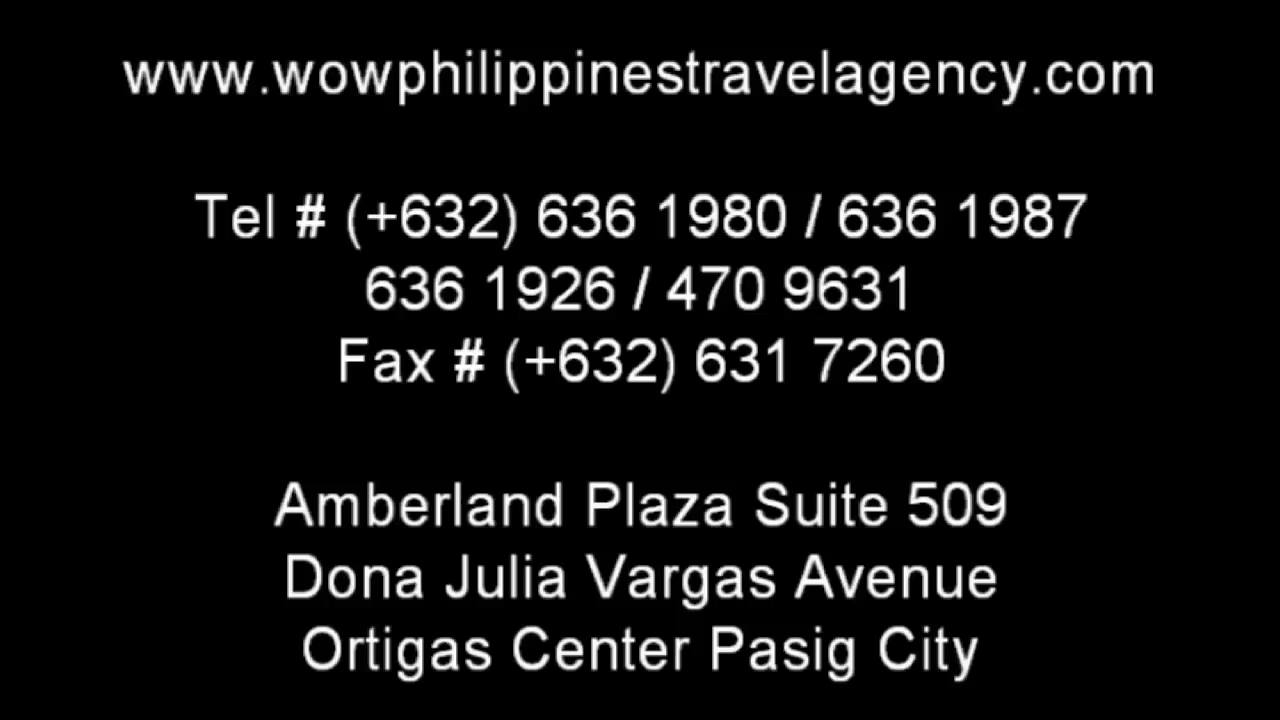 www.wowphilippinestravelagency.com
Tel # (+632) 636 1980 / 636 1987
636 1926 / 470 9631
Fax # (+632) 631 7260
Amberland Plaza Suite 509
Dona Julia Vargas Avenue
Ortigas Center Pasig City